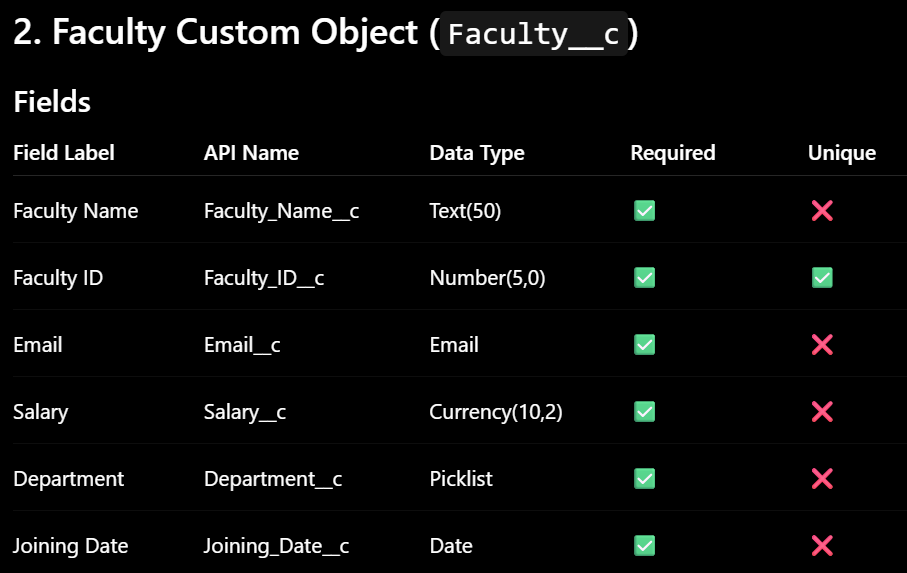 2. Faculty Custom Object (Faculty__c)
Fields
Field Label API Name Data Type Required Unique
Faculty Name Faculty_Name__c Text(50) ✅ ❌
Faculty ID Faculty_ID__c Number(5,0) ✅ ✅
Email Email__c Email ✅ ❌
Salary Salary__c Currency(10,2) ✅ ❌
Department Department__c Picklist ✅ ❌
Joining Date Joining_Date__c Date ✅ ❌